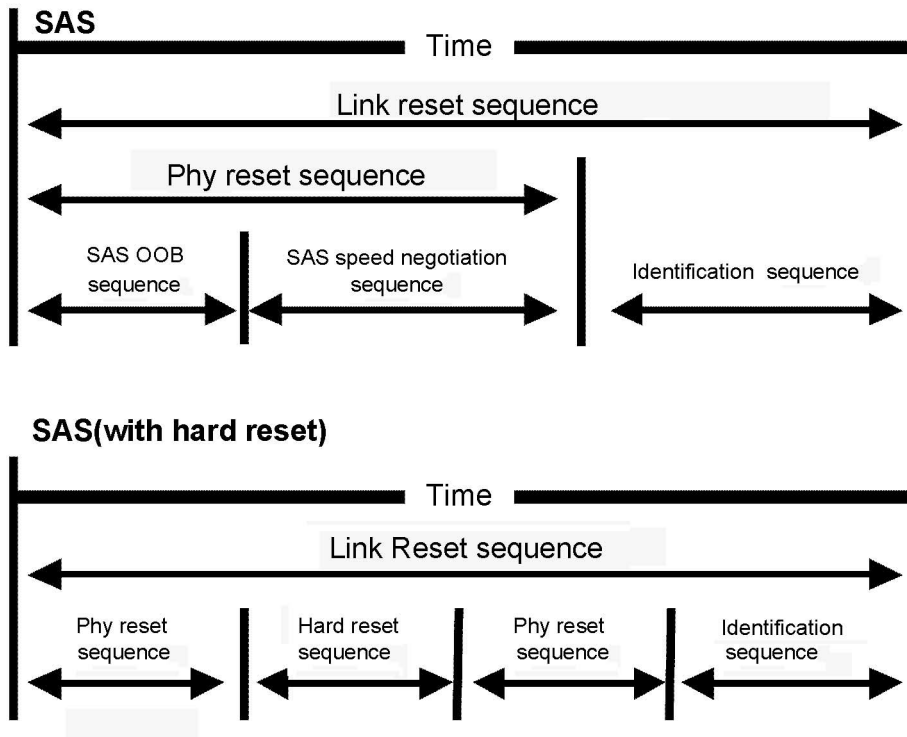 SAS
Time
Link reset sequence
Phy reset sequence
SAS OOB
sequence
SAS speed negotiation
sequence
Identification sequence
SAS(with hard reset)
Time
Link Reset sequence
Phy reset
sequence
Hard reset
sequence
Phy reset
sequence
Identification
sequence